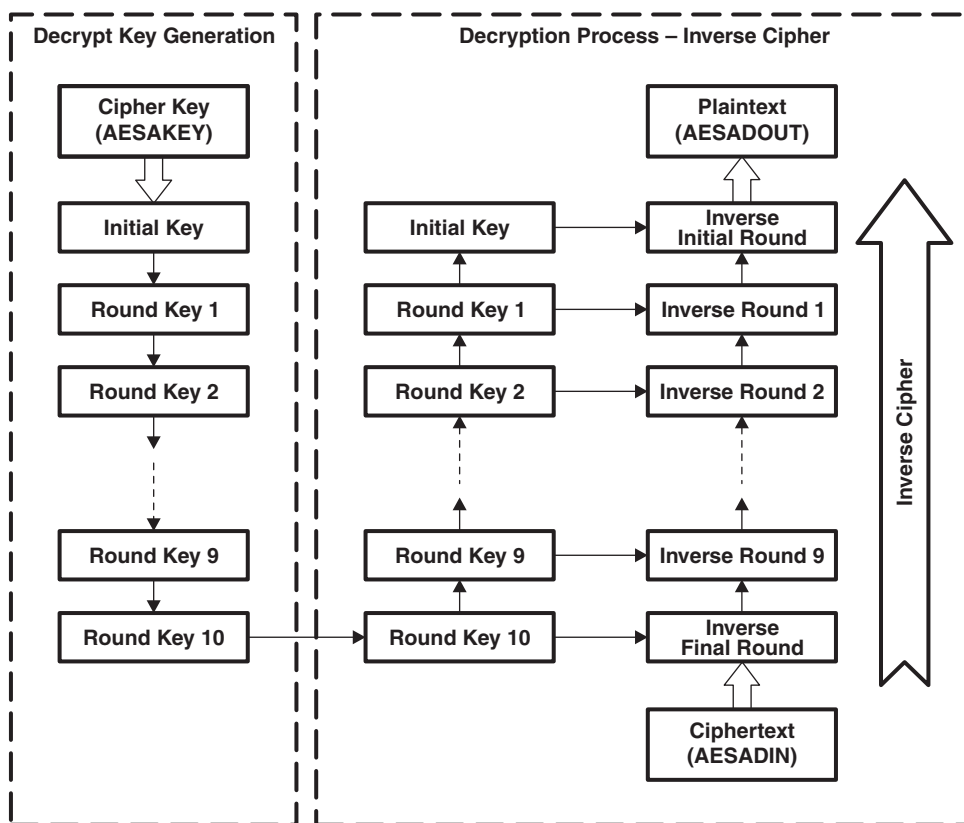 Decrypt Key Generation
Cipher Key
(AESAKEY)
Initial Key
Round Key 1
Round Key 2
Round Key 9
Round Key 10
Decryption Process – Inverse Cipher
Plaintext
(AESADOUT)
Initial Key
Inverse
Initial Round
Round Key 1
Inverse Round 1
Round Key 2
Inverse Round 2
Round Key 9
Inverse Round 9
Round Key 10
Inverse
Final Round
Ciphertext
(AESADIN)
Inverse Cipher